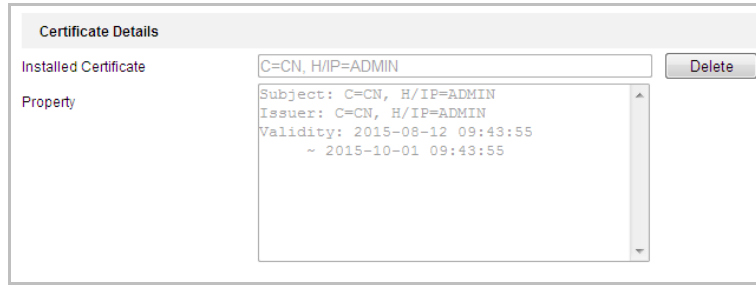 Certificate Details
Installed Certificate C=CN, H/IP=ADMIN Delete
Property
Subject: C=CN, H/IP=ADMIN
Issuer: C=CN, H/IP=ADMIN
Validity: 2015-08-12 09:43:55
~ 2015-10-01 09:43:55